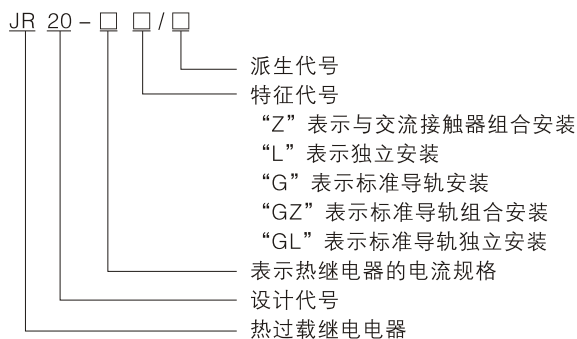 JR 20 – □ □ / □
派生代号
特征代号
“Z”表示与交流接触器组合安装
“L”表示独立安装
“G”表示标准导轨安装
“GZ”表示标准导轨组合安装
“GL”表示标准导轨独立安装
表示热继电器的电流规格
设计代号
热过载继电电器